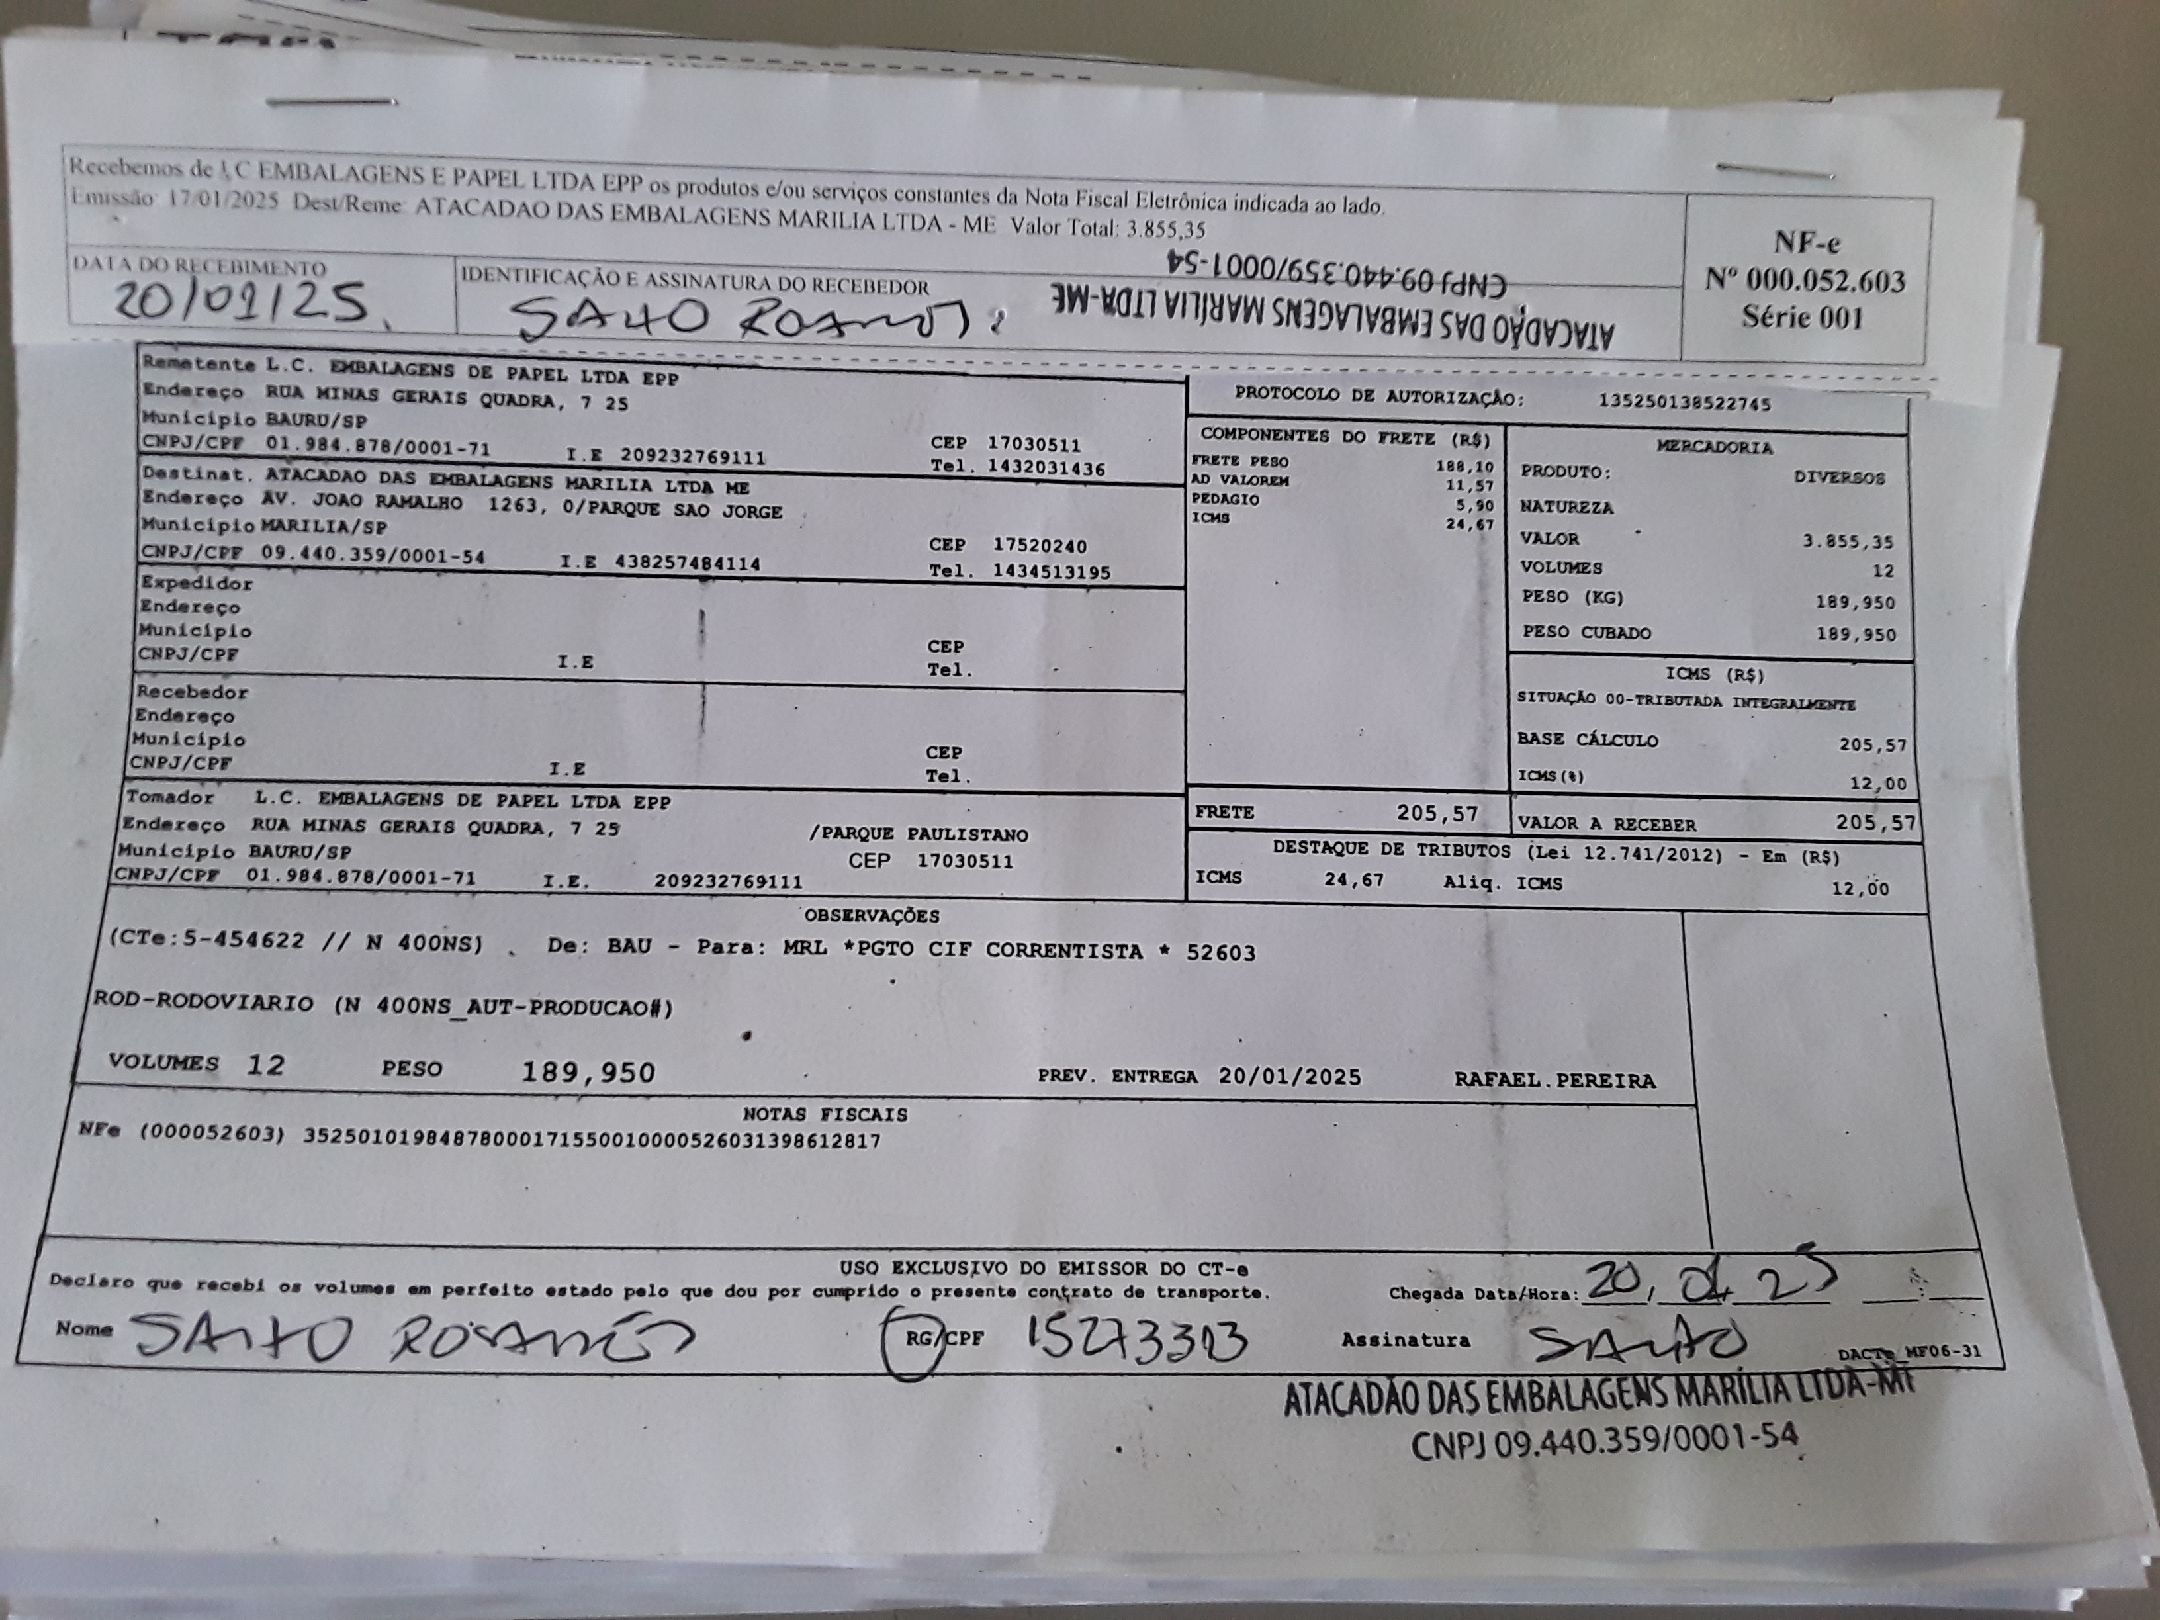 Recebemos de L C EMBALAGENS E PAPEL LTDA EPP os produtos e/ou serviços constantes da Nota Fiscal Eletrônica indicada ao lado.
Emissão: 17/01/2025 Dest/Reme: ATACADAO DAS EMBALAGENS MARILIA LTDA - ME Valor Total: 3.855,35
NF-e
Nº 000.052.603
Série 001
DATA DO RECEBIMENTO
20/01/25
IDENTIFICAÇÃO E ASSINATURA DO RECEBEDOR
ATACADÃO DAS EMBALAGENS MARÍLIA LTDA-ME
CNPJ 09.440.359/0001-54
Remetente L.C. EMBALAGENS DE PAPEL LTDA EPP
Endereço RUA MINAS GERAIS QUADRA, 7 25
Município BAURU/SP
CNPJ/CPF 01.984.878/0001-71 I.E 209232769111
CEP 17030511
Tel. 1432031436
Destinat. ATACADAO DAS EMBALAGENS MARILIA LTDA ME
Endereço AV. JOAO RAMALHO 1263, 0/PARQUE SAO JORGE
Município MARILIA/SP
CNPJ/CPF 09.440.359/0001-54 I.E 438257484114
CEP 17520240
Tel. 1434513195
Expedidor
Endereço
Município
CNPJ/CPF I.E
CEP
Tel.
Recebedor
Endereço
Município
CNPJ/CPF I.E
CEP
Tel.
Tomador L.C. EMBALAGENS DE PAPEL LTDA EPP
Endereço RUA MINAS GERAIS QUADRA, 7 25 /PARQUE PAULISTANO
Município BAURU/SP CEP 17030511
CNPJ/CPF 01.984.878/0001-71 I.E. 209232769111
PROTOCOLO DE AUTORIZAÇÃO: 135250138522745
COMPONENTES DO FRETE (R$)
FRETE PESO 188,10
AD VALOREM 11,57
PEDAGIO 5,90
ICMS 24,67
MERCADORIA
PRODUTO: DIVERSOS
NATUREZA
VALOR 3.855,35
VOLUMES 12
PESO (KG) 189,950
PESO CUBADO 189,950
ICMS (R$)
SITUAÇÃO 00-TRIBUTADA INTEGRALMENTE
BASE CÁLCULO 205,57
ICMS(%) 12,00
FRETE 205,57
VALOR A RECEBER 205,57
DESTAQUE DE TRIBUTOS (Lei 12.741/2012) - Em (R$)
ICMS 24,67 Aliq. ICMS 12,00
OBSERVAÇÕES
(CTe:5-454622 // N 400NS) . De: BAU - Para: MRL *PGTO CIF CORRENTISTA * 52603
ROD-RODOVIARIO (N 400NS_AUT-PRODUCAO#)
VOLUMES 12 PESO 189,950 PREV. ENTREGA 20/01/2025 RAFAEL.PEREIRA
NOTAS FISCAIS
NFe (000052603) 35250101984878000171550010000526031398612817
USO EXCLUSIVO DO EMISSOR DO CT-e
Declaro que recebi os volumes em perfeito estado pelo que dou por cumprido o presente contrato de transporte.
Chegada Data/Hora: 20, 01 25
Nome
RG/CPF 15273303
Assinatura
DACTe MF06-31
ATACADÃO DAS EMBALAGENS MARÍLIA LTDA-ME
CNPJ 09.440.359/0001-54